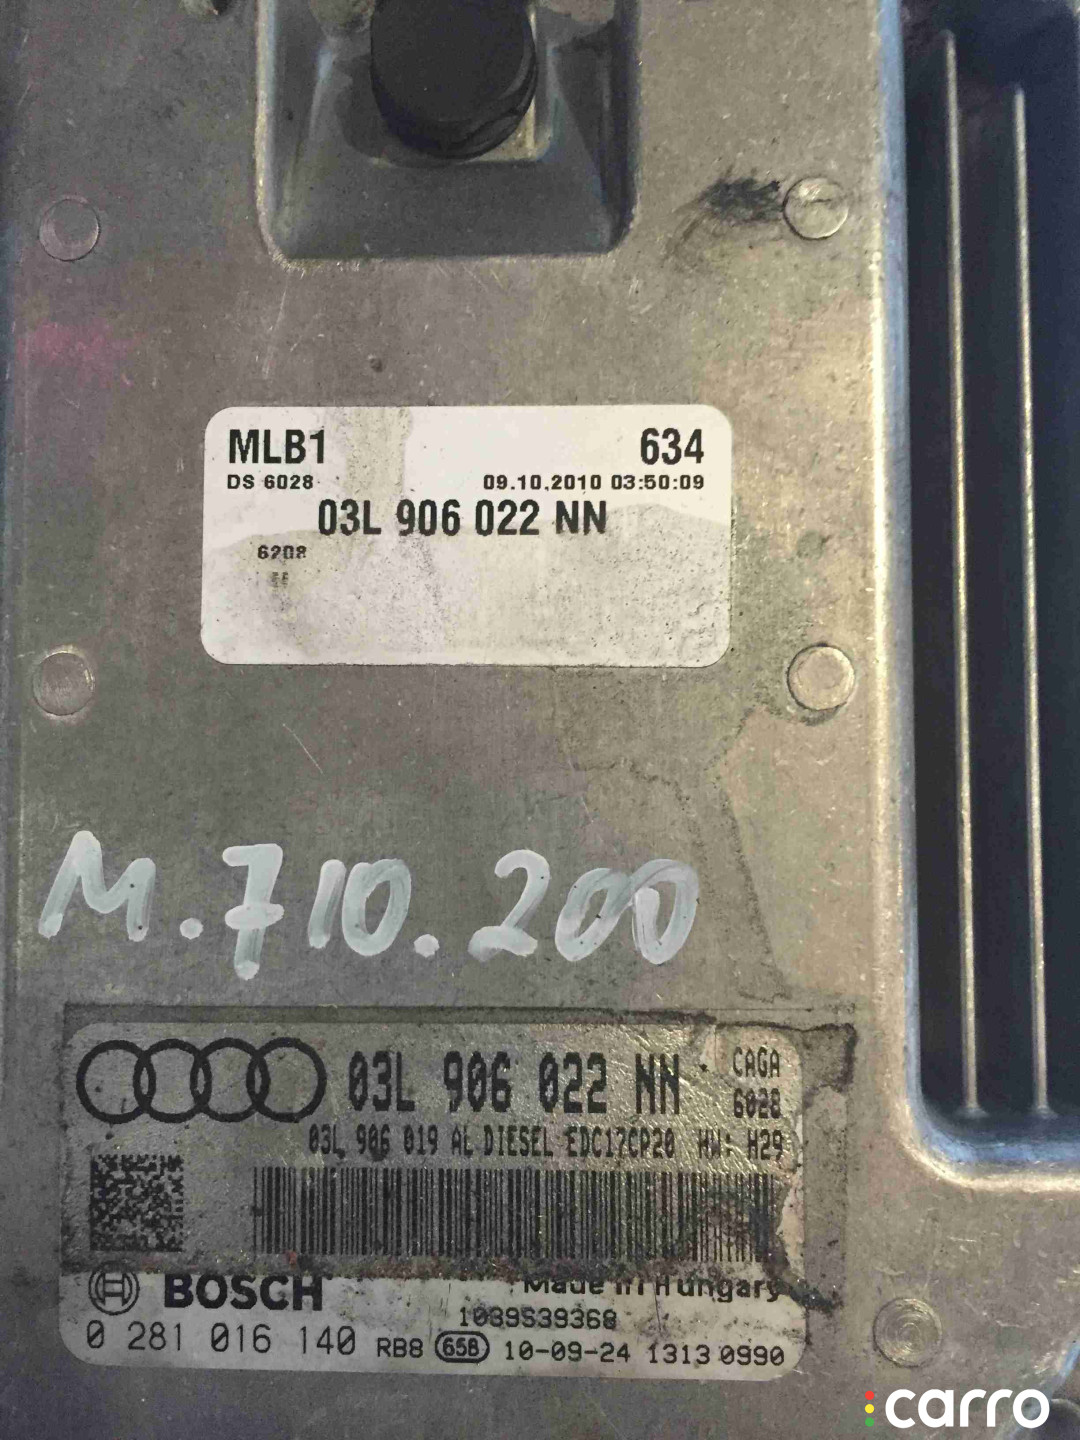 MLB1 634
DS 6028 09.10.2010 03:50:09
03L 906 022 NN
6208
M.710.200
03L 906 022 NN CAGA
6028
03L 906 019 AL DIESEL EDC17CP20 HW: H29
BOSCH Made in Hungary
1039S39368
0 281 016 140 RB8 658 10-09-24 1313 0990
carro